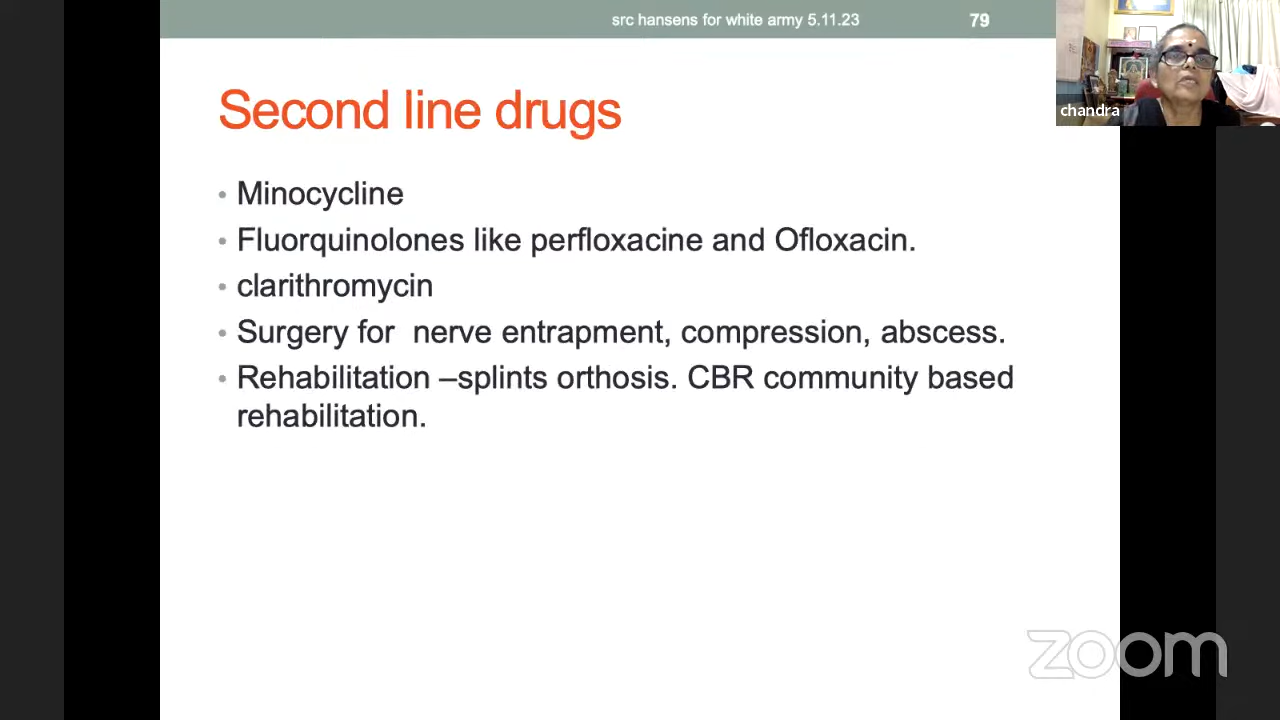 src hansens for white army 5.11.23
79
chandra
Second line drugs
• Minocycline
• Fluorquinolones like perfloxacine and Ofloxacin.
• clarithromycin
• Surgery for  nerve entrapment, compression, abscess.
• Rehabilitation –splints orthosis. CBR community based
rehabilitation.
zoom